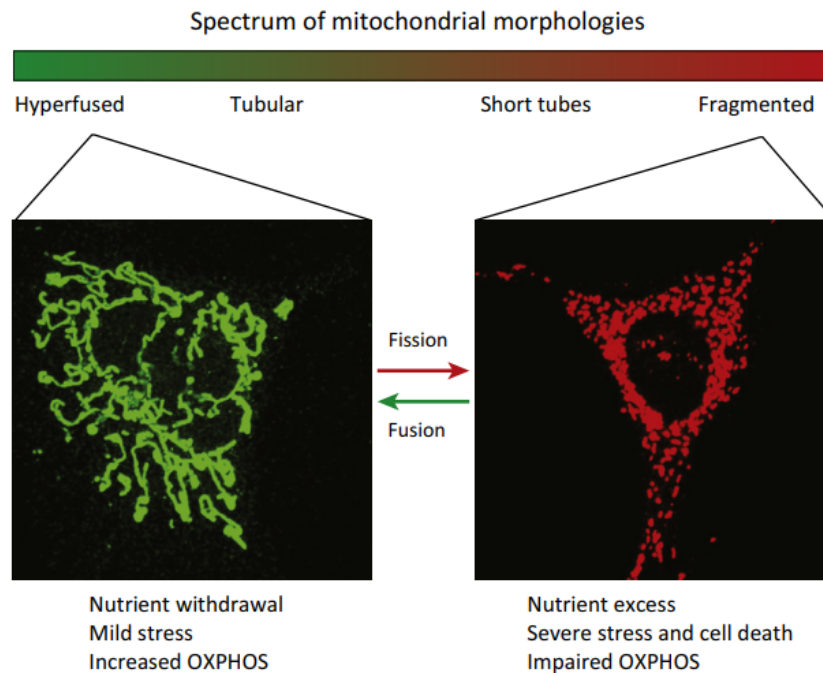 Spectrum of mitochondrial morphologies
Hyperfused Tubular Short tubes Fragmented
Fission
Fusion
Nutrient withdrawal
Mild stress
Increased OXPHOS
Nutrient excess
Severe stress and cell death
Impaired OXPHOS